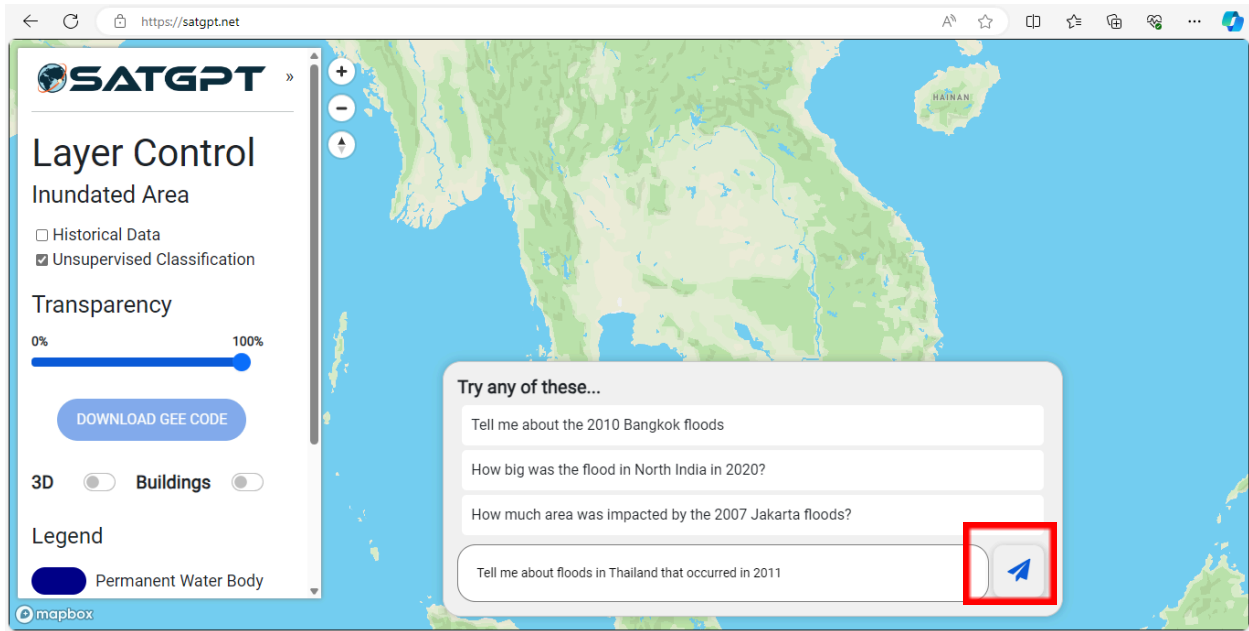 https://satgpt.net
SATGPT
»
Layer Control
Inundated Area
Historical Data
Unsupervised Classification
Transparency
0% 100%
DOWNLOAD GEE CODE
3D Buildings
Legend
Permanent Water Body
mapbox
HAINAN
Try any of these...
Tell me about the 2010 Bangkok floods
How big was the flood in North India in 2020?
How much area was impacted by the 2007 Jakarta floods?
Tell me about floods in Thailand that occurred in 2011